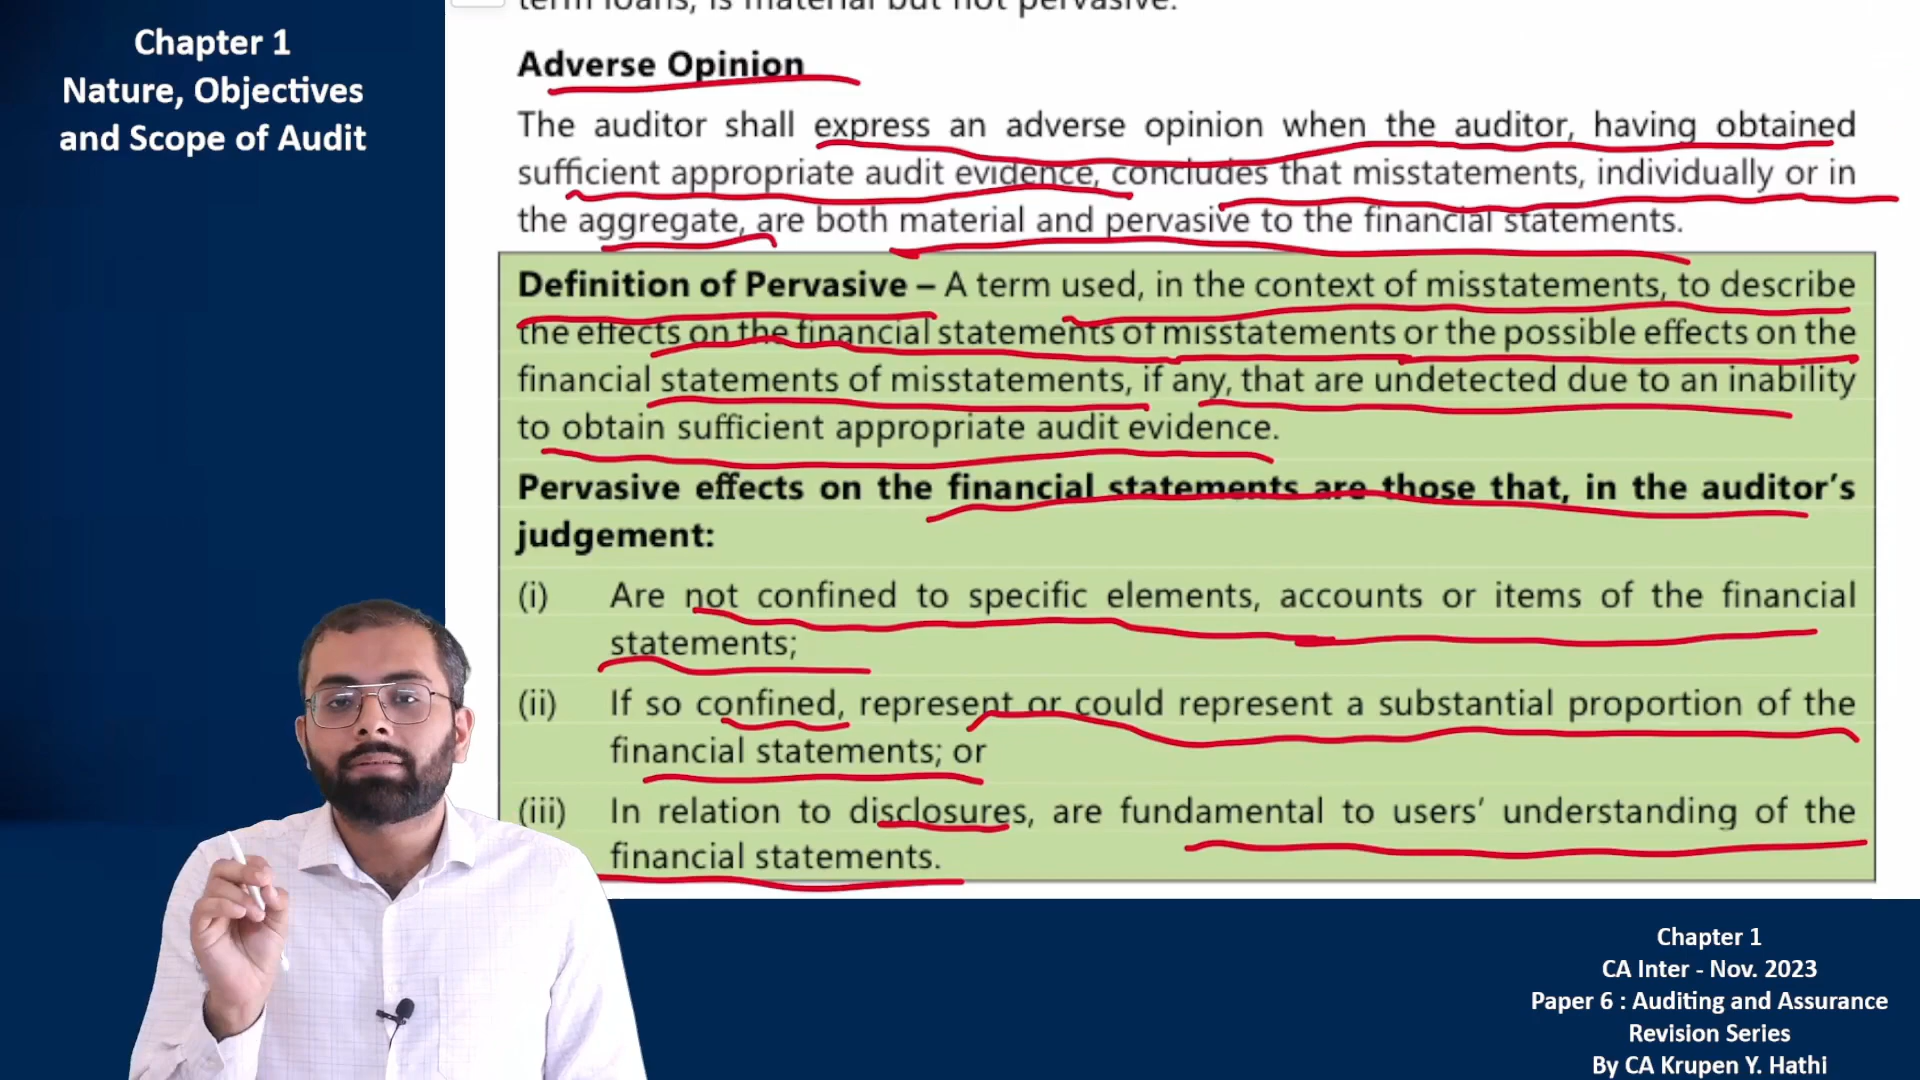 Chapter 1
Nature, Objectives
and Scope of Audit
term loans, is material but not pervasive.
Adverse Opinion
The auditor shall express an adverse opinion when the auditor, having obtained
sufficient appropriate audit evidence, concludes that misstatements, individually or in
the aggregate, are both material and pervasive to the financial statements.
Definition of Pervasive – A term used, in the context of misstatements, to describe
the effects on the financial statements of misstatements or the possible effects on the
financial statements of misstatements, if any, that are undetected due to an inability
to obtain sufficient appropriate audit evidence.
Pervasive effects on the financial statements are those that, in the auditor’s
judgement:
(i) Are not confined to specific elements, accounts or items of the financial
statements;
(ii) If so confined, represent or could represent a substantial proportion of the
financial statements; or
(iii) In relation to disclosures, are fundamental to users’ understanding of the
financial statements.
Chapter 1
CA Inter - Nov. 2023
Paper 6 : Auditing and Assurance
Revision Series
By CA Krupen Y. Hathi